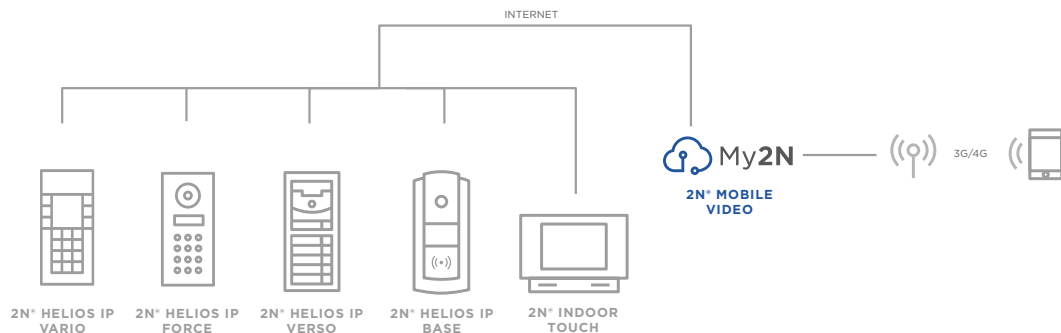 INTERNET
My2N
3G/4G
2N® MOBILE
VIDEO
2N® HELIOS IP
VARIO
2N® HELIOS IP
FORCE
2N® HELIOS IP
VERSO
2N® HELIOS IP
BASE
2N® INDOOR
TOUCH